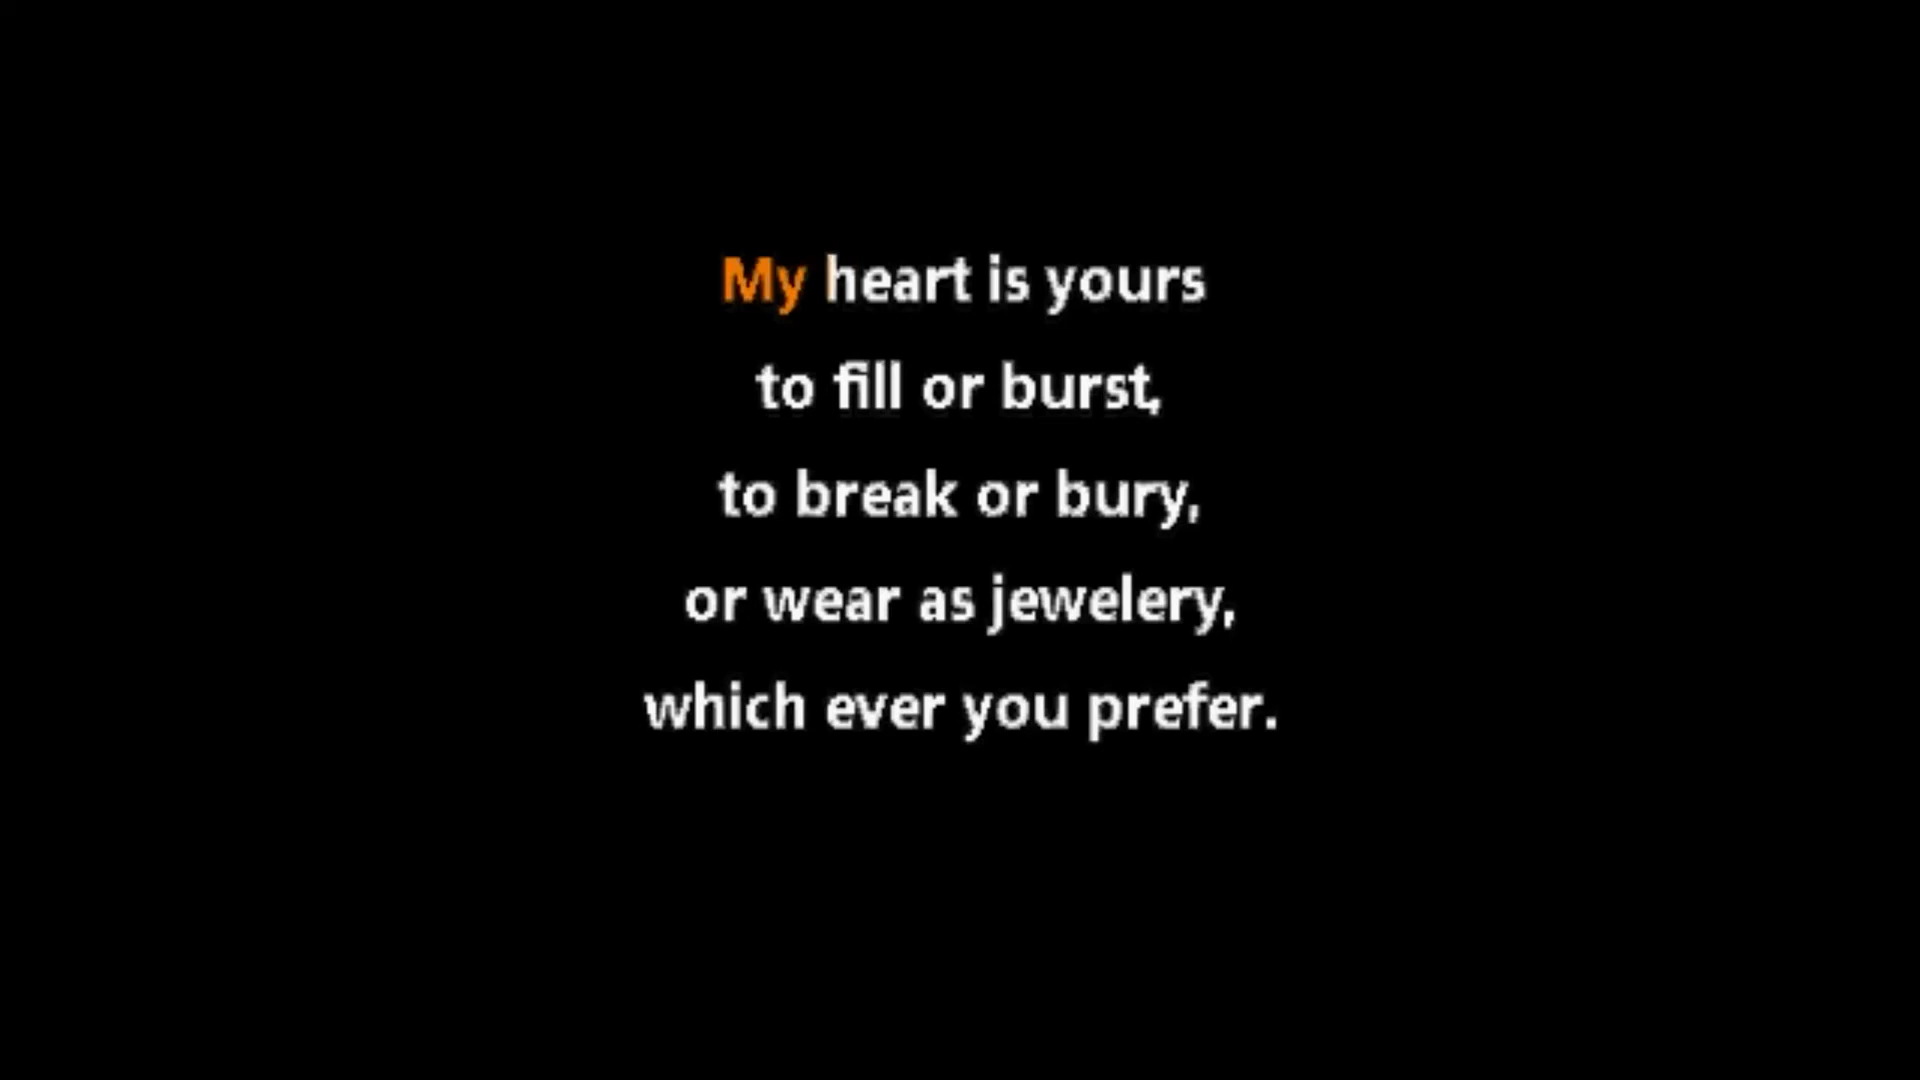 My heart is yours
to fill or burst,
to break or bury,
or wear as jewelery,
which ever you prefer.